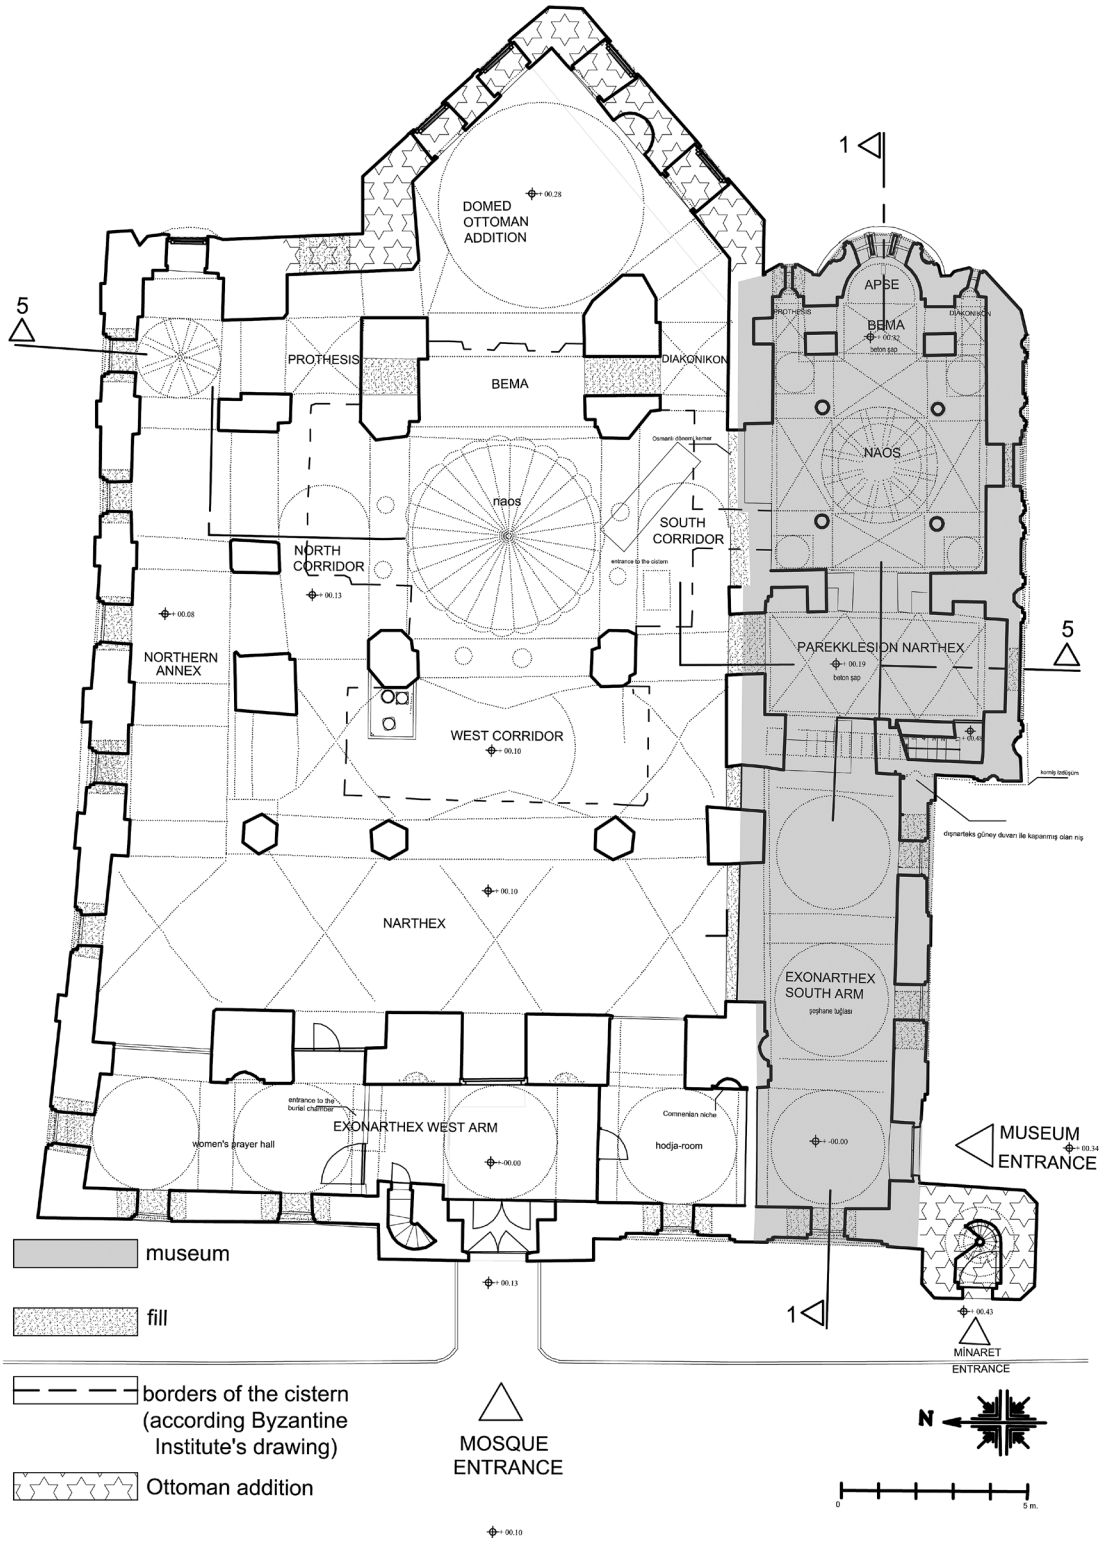 1
+ 00.28
DOMED
OTTOMAN
ADDITION
APSE
5
PROTHESIS
DIAKONIKON
BEMA
+ 00.32
beton şap
PROTHESIS
DIAKONIKON
BEMA
Osmanlı dönemi kemer
NAOS
naos
SOUTH
CORRIDOR
NORTH
CORRIDOR
entrance to the cistern
+ 00.13
+ 00.08
5
PAREKKLESION NARTHEX
+ 00.19
beton şap
NORTHERN
ANNEX
WEST CORRIDOR
+ 00.10
korniş izdüşüm
dışnarteks güney duvarı ile kapanmış olan niş
+ 00.10
NARTHEX
EXONARTHEX
SOUTH ARM
şeşhane tuğlası
entrance to the
burial chamber
Comnenian niche
EXONARTHEX WEST ARM
women's prayer hall
hodja-room
+-00.00
+-00.00
MUSEUM
ENTRANCE
+ 00.34
museum
+ 00.13
fill
1
+ 00.43
MİNARET
ENTRANCE
borders of the cistern
(according Byzantine
Institute's drawing)
MOSQUE
ENTRANCE
N
Ottoman addition
0
5 m.
+ 00.10